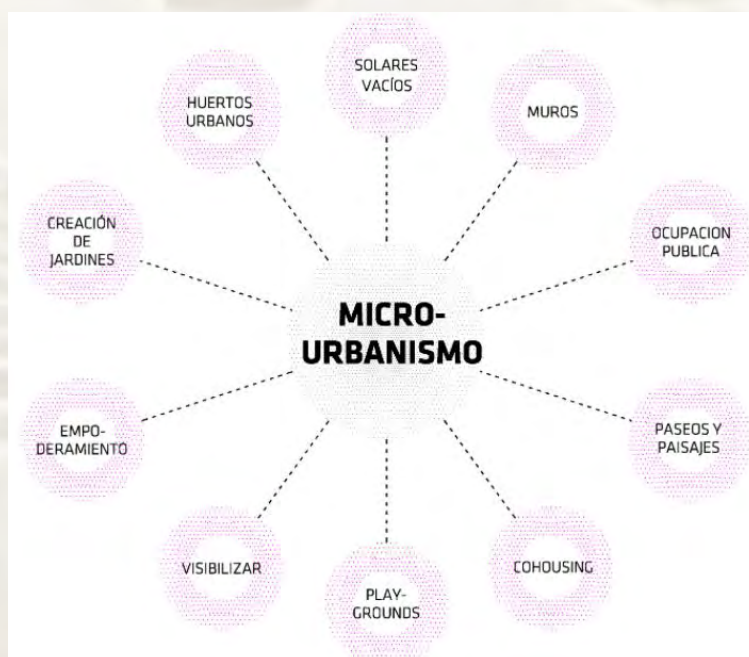 SOLARES
VACÍOS
HUERTOS
URBANOS
MUROS
CREACIÓN
DE
JARDINES
OCUPACION
PUBLICA
MICRO-
URBANISMO
EMPO-
DERAMIENTO
PASEOS Y
PAISAJES
VISIBILIZAR
COHOUSING
PLAY-
GROUNDS